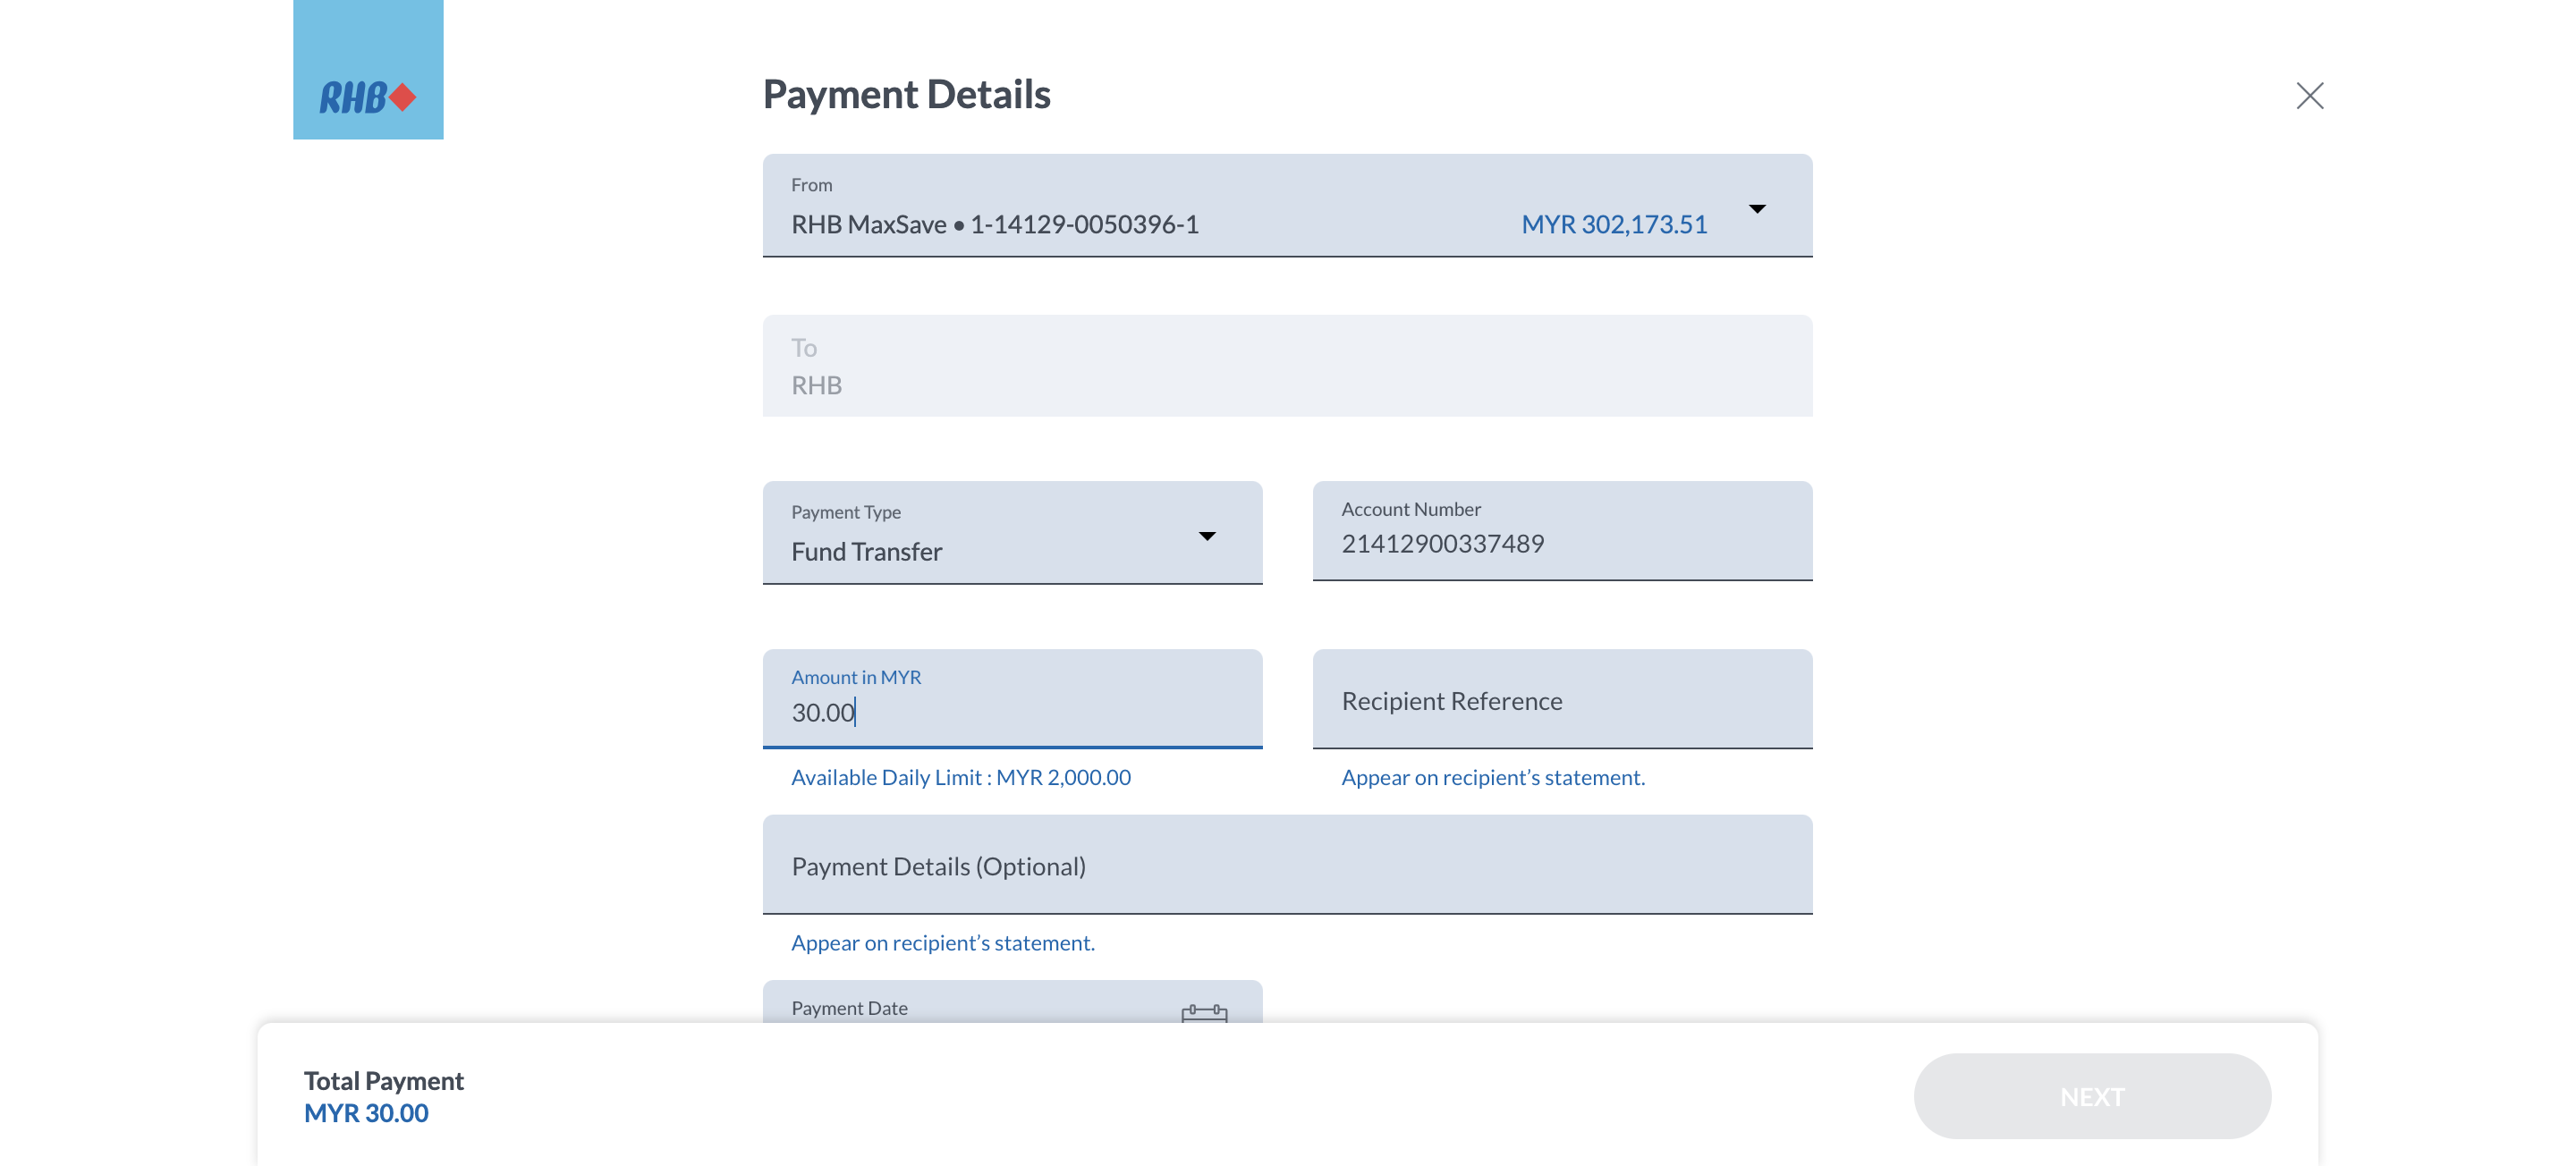 RHB
Payment Details
From
RHB MaxSave • 1-14129-0050396-1 MYR 302,173.51
To
RHB
Payment Type
Fund Transfer
Account Number
21412900337489
Amount in MYR
30.00
Available Daily Limit : MYR 2,000.00
Recipient Reference
Appear on recipient’s statement.
Payment Details (Optional)
Appear on recipient’s statement.
Payment Date
Total Payment
MYR 30.00
NEXT